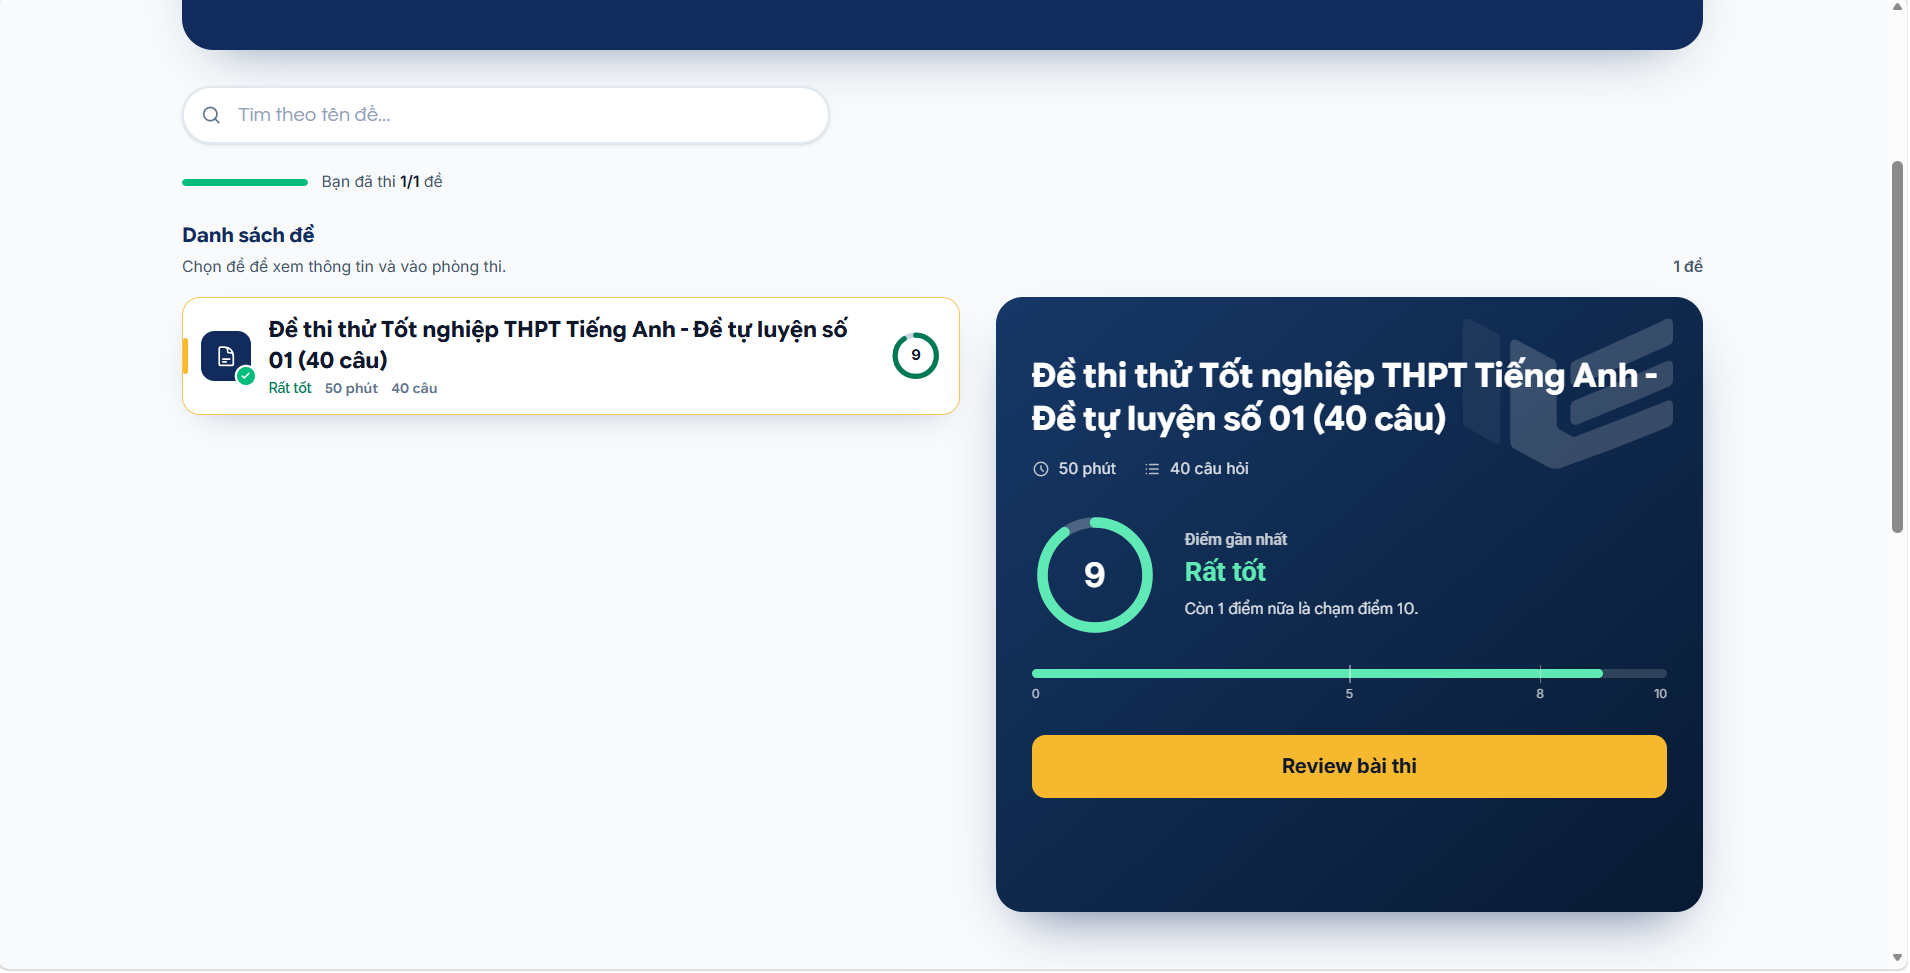 Tìm theo tên đề...
Bạn đã thi 1/1 đề
Danh sách đề
Chọn đề để xem thông tin và vào phòng thi.
1 đề
Đề thi thử Tốt nghiệp THPT Tiếng Anh - Đề tự luyện số
01 (40 câu)
Rất tốt 50 phút 40 câu
9
Đề thi thử Tốt nghiệp THPT Tiếng Anh -
Đề tự luyện số 01 (40 câu)
50 phút 40 câu hỏi
9
Điểm gần nhất
Rất tốt
Còn 1 điểm nữa là chạm điểm 10.
0 5 8 10
Review bài thi